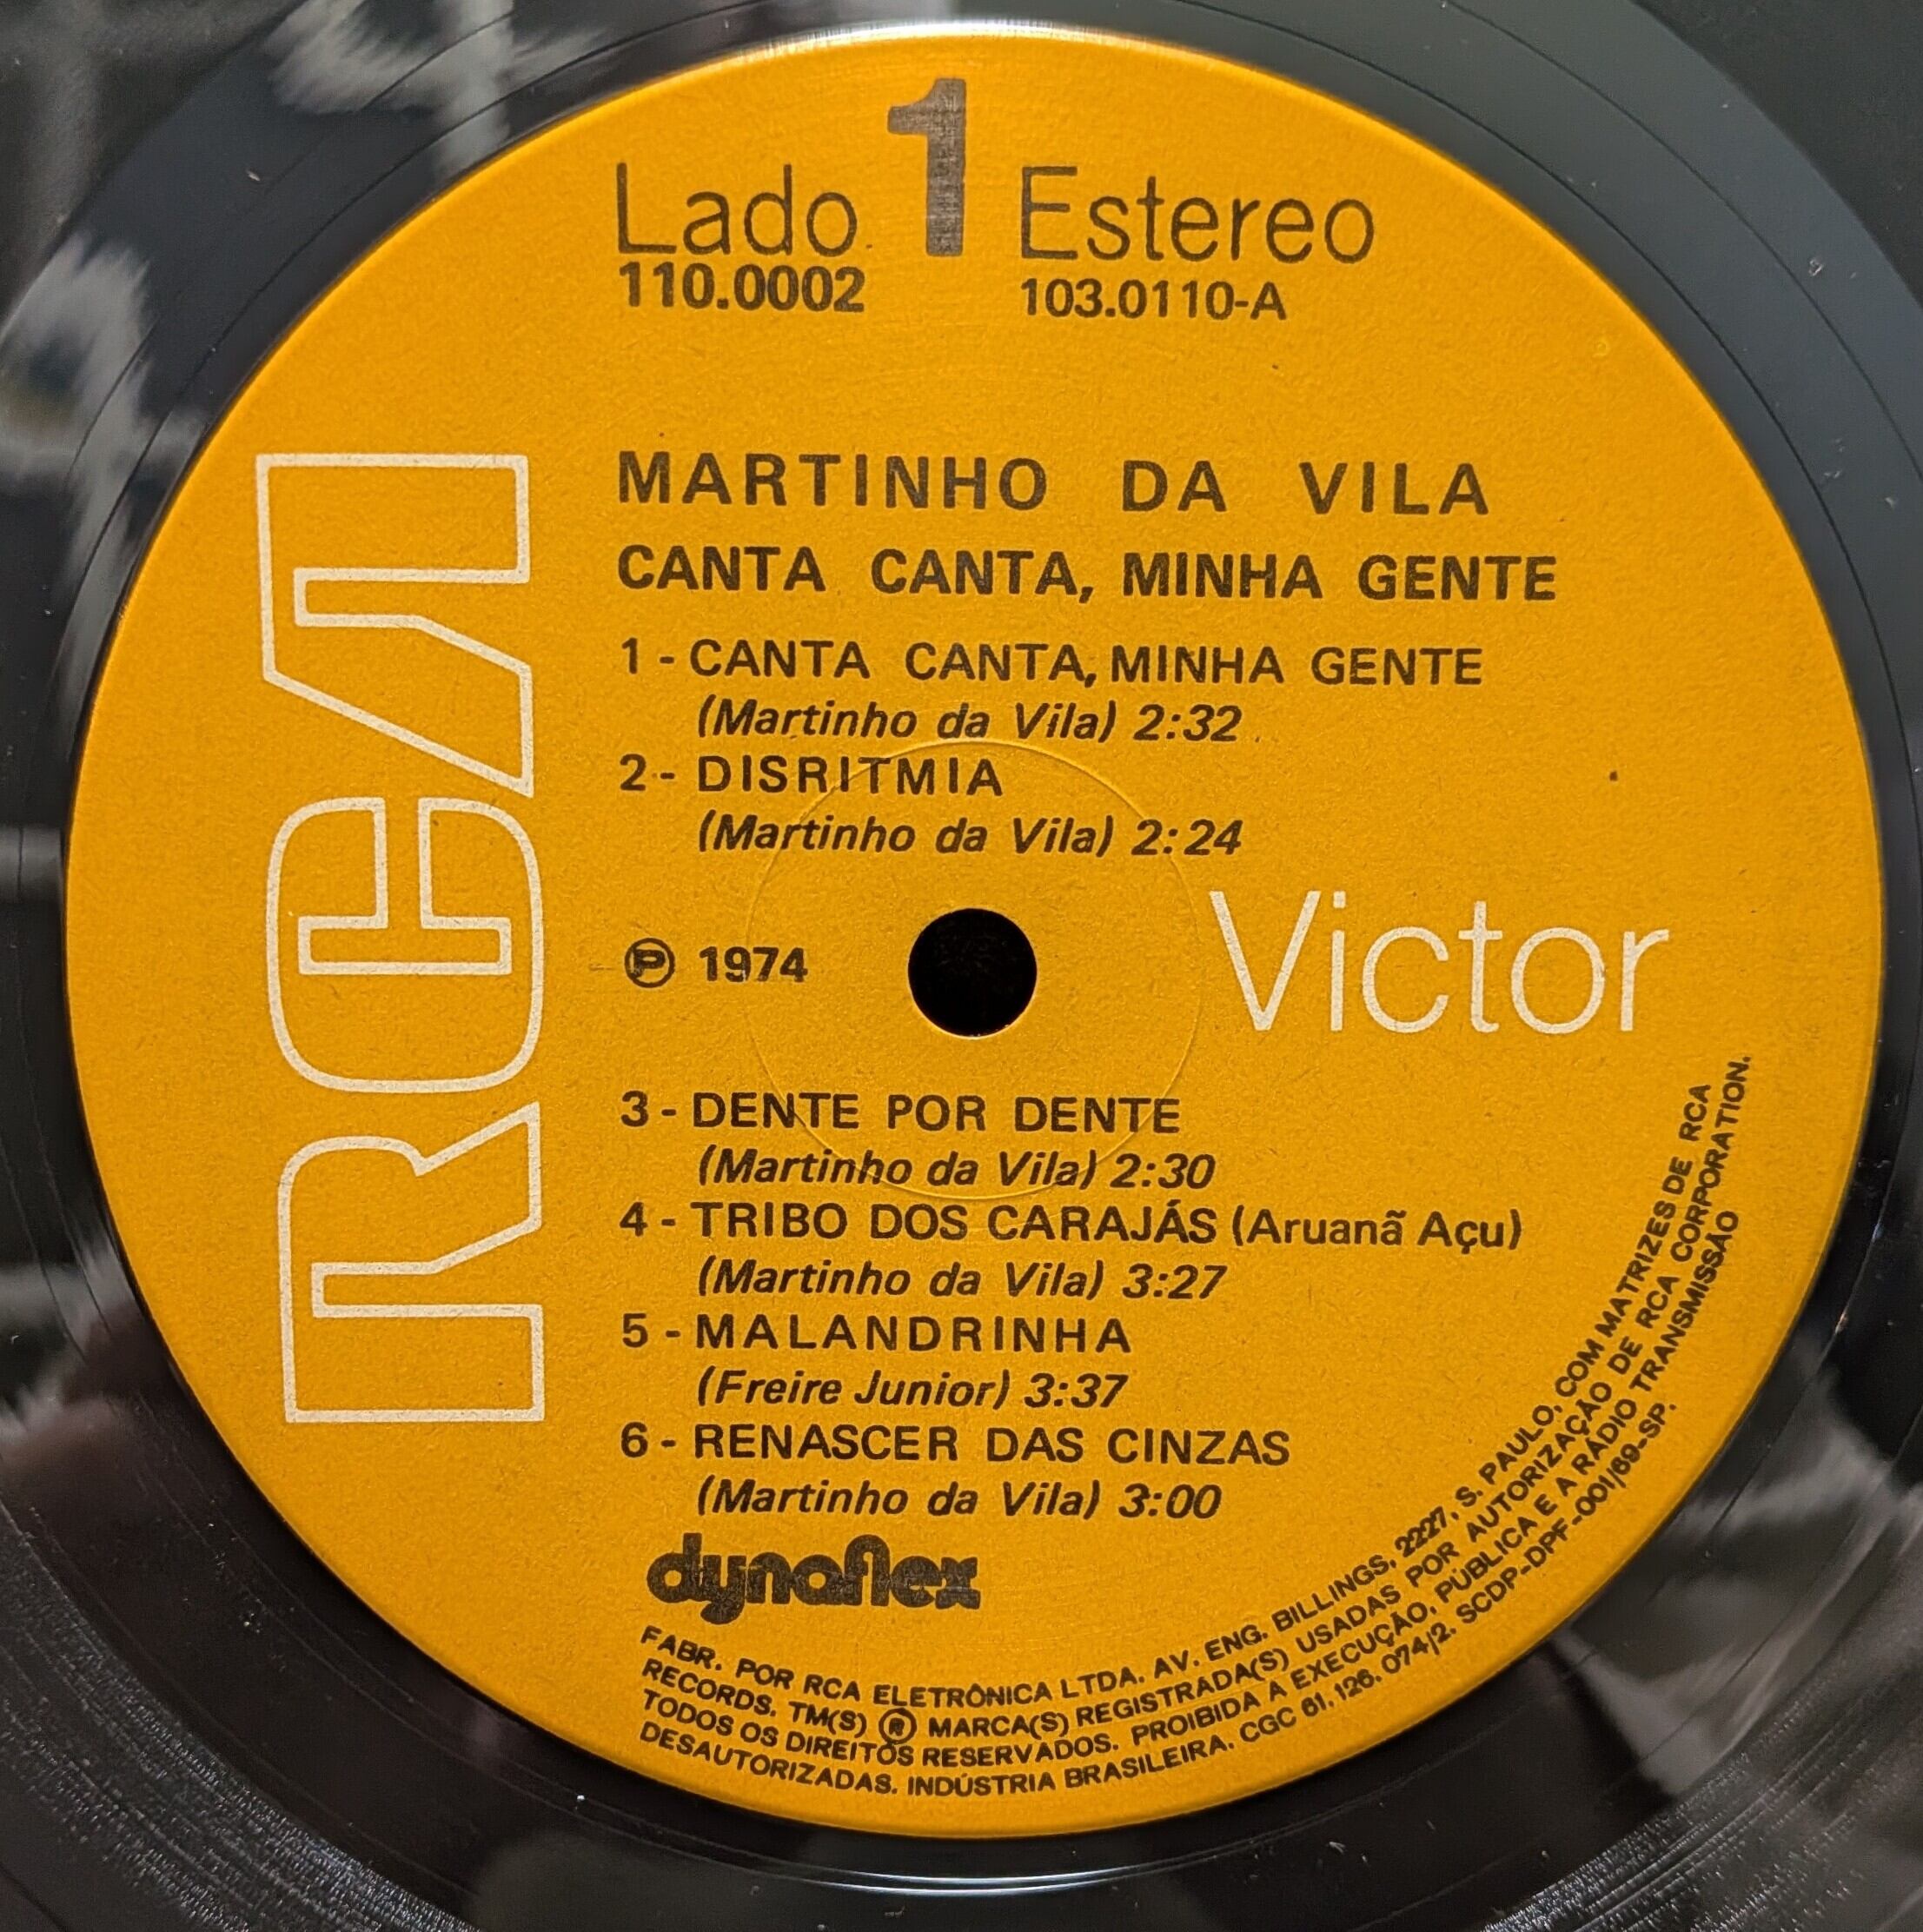 Lado 1 Estereo
110.0002 103.0110-A
MARTINHO DA VILA
CANTA CANTA, MINHA GENTE
1 - CANTA CANTA, MINHA GENTE
(Martinho da Vila) 2:32
2 - DISRITMIA
(Martinho da Vila) 2:24
RCA
℗ 1974
Victor
3 - DENTE POR DENTE
(Martinho da Vila) 2:30
4 - TRIBO DOS CARAJÁS (Aruanã Açu)
(Martinho da Vila) 3:27
5 - MALANDRINHA
(Freire Junior) 3:37
6 - RENASCER DAS CINZAS
(Martinho da Vila) 3:00
dynaflex
FABR. POR RCA ELETRÔNICA LTDA. AV. ENG. BILLINGS, 2227, S. PAULO, COM MATRIZES DE RCA
RECORDS. TM(S) ® MARCA(S) REGISTRADA(S) USADAS POR AUTORIZAÇÃO DE RCA CORPORATION.
TODOS OS DIREITOS RESERVADOS. PROIBIDA A EXECUÇÃO, PÚBLICA E A RÁDIO TRANSMISSÃO
DESAUTORIZADAS. INDÚSTRIA BRASILEIRA. CGC 61.126.074/2. SCDP-DPF-001/69-SP.